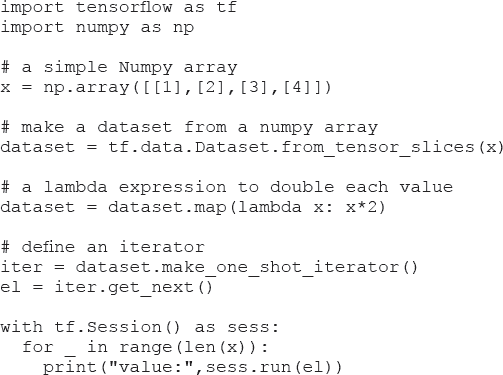 import tensorflow as tf
import numpy as np
# a simple Numpy array
x = np.array([[1],[2],[3],[4]])
# make a dataset from a numpy array
dataset = tf.data.Dataset.from_tensor_slices(x)
# a lambda expression to double each value
dataset = dataset.map(lambda x: x*2)
# define an iterator
iter = dataset.make_one_shot_iterator()
el = iter.get_next()
with tf.Session() as sess:
  for _ in range(len(x)):
    print("value:",sess.run(el))